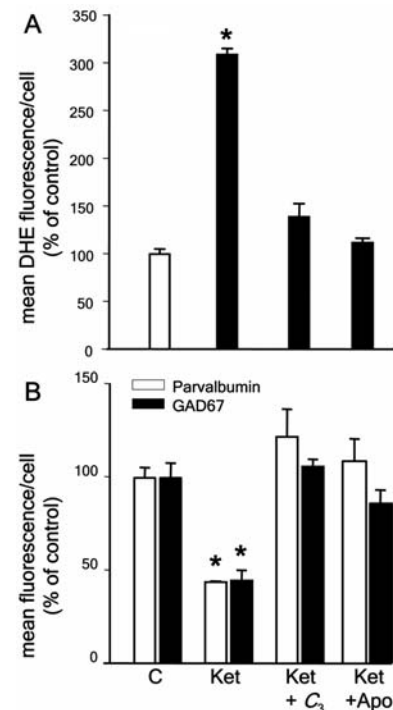 A
mean DHE fluorescence/cell
(% of control)
350
300
250
200
150
100
50
0
*
B
mean fluorescence/cell
(% of control)
150
100
50
0
Parvalbumin
GAD67
* *
C Ket Ket Ket
+ C3 +Apo